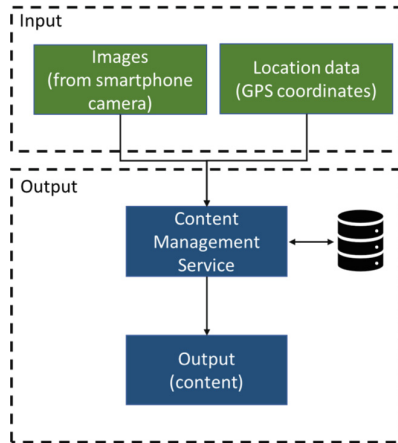 Input
Images
(from smartphone
camera)
Location data
(GPS coordinates)
Output
Content
Management
Service
Output
(content)